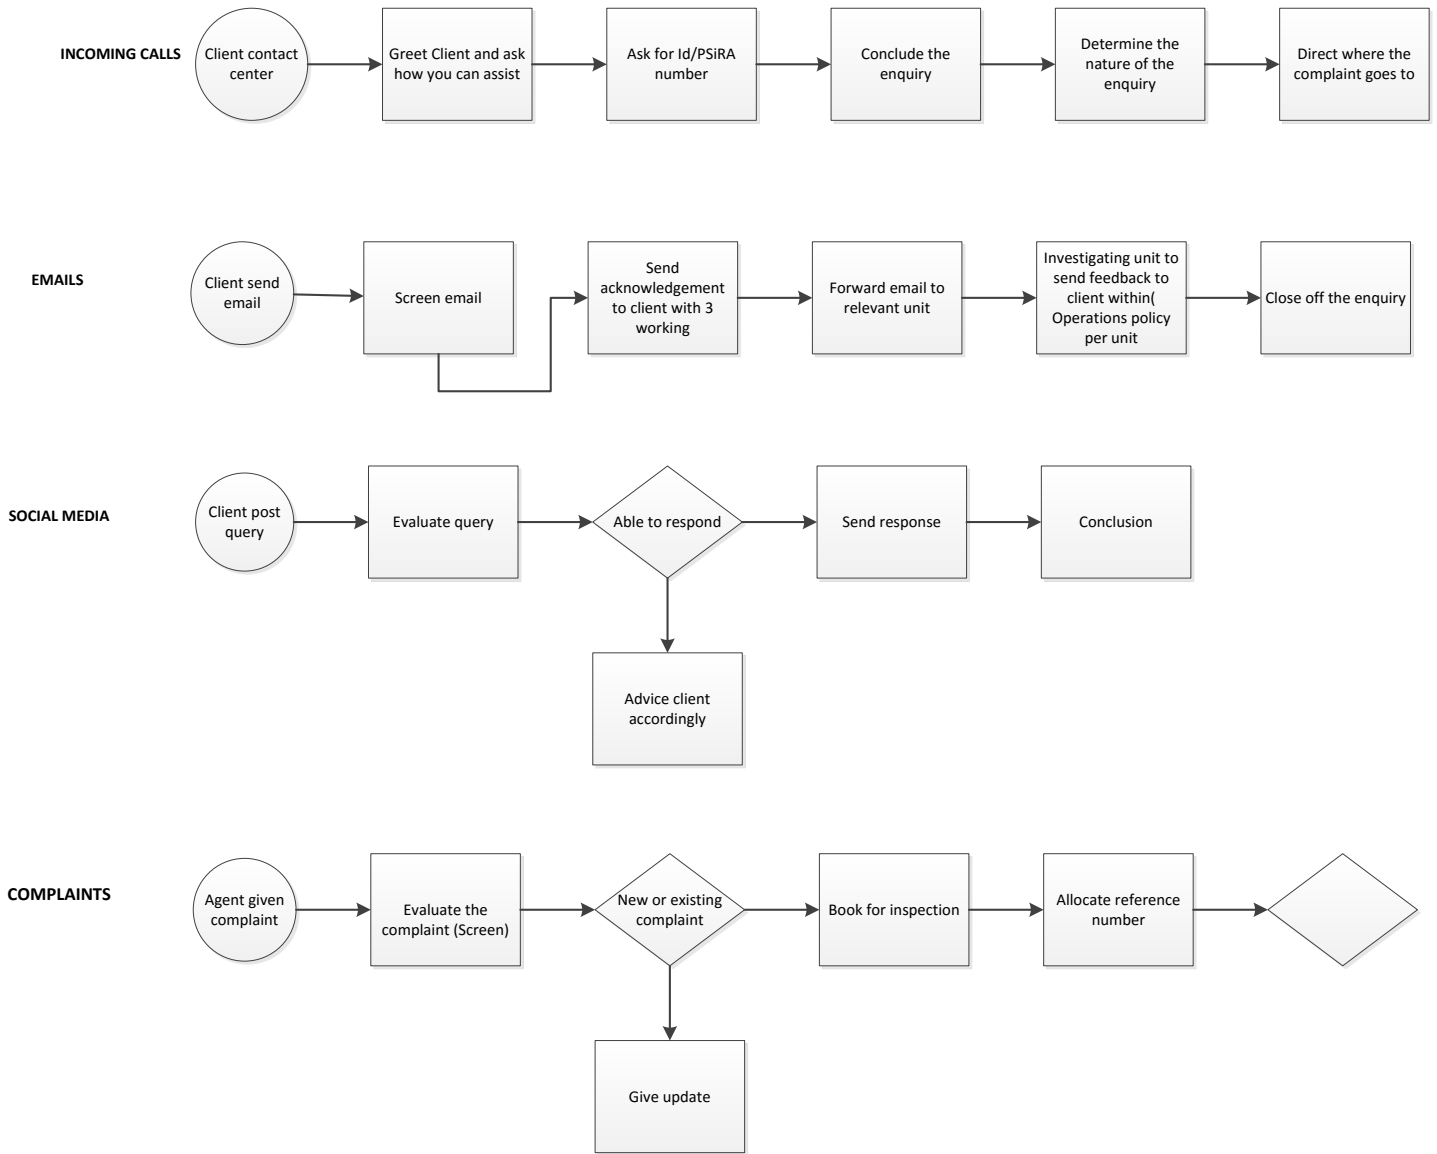 INCOMING CALLS
Client contact
center
Greet Client and ask
how you can assist
Ask for Id/PSiRA
number
Conclude the
enquiry
Determine the
nature of the
enquiry
Direct where the
complaint goes to
EMAILS
Client send
email
Screen email
Send
acknowledgement
to client with 3
working
Forward email to
relevant unit
Investigating unit to
send feedback to
client within(
Operations policy
per unit
Close off the enquiry
SOCIAL MEDIA
Client post
query
Evaluate query
Able to respond
Send response
Conclusion
Advice client
accordingly
COMPLAINTS
Agent given
complaint
Evaluate the
complaint (Screen)
New or existing
complaint
Book for inspection
Allocate reference
number
Give update